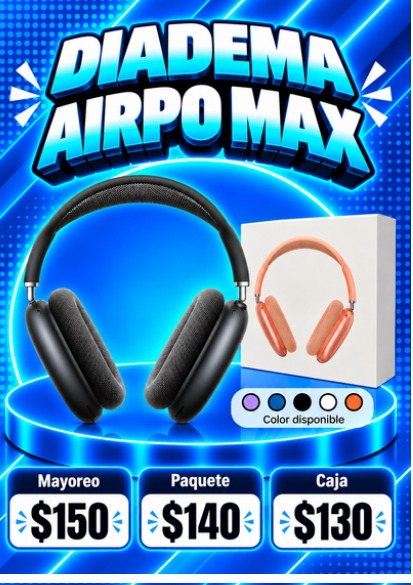 DIADEMA
AIRPO MAX
Color disponible
Mayoreo
$150
Paquete
$140
Caja
$130